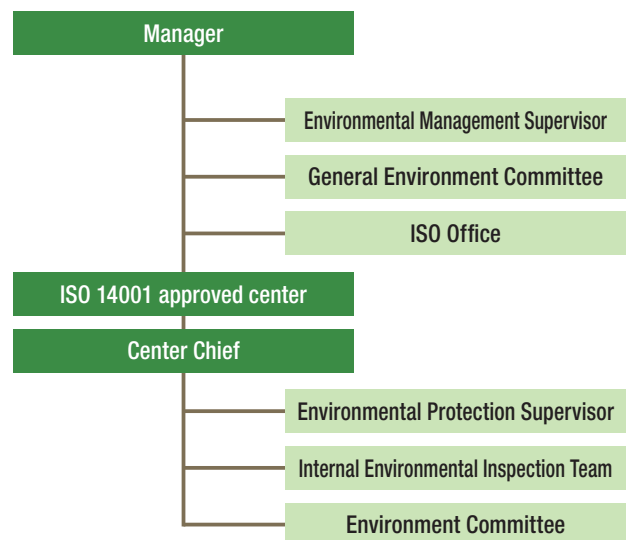 Manager
Environmental Management Supervisor
General Environment Committee
ISO Office
ISO 14001 approved center
Center Chief
Environmental Protection Supervisor
Internal Environmental Inspection Team
Environment Committee